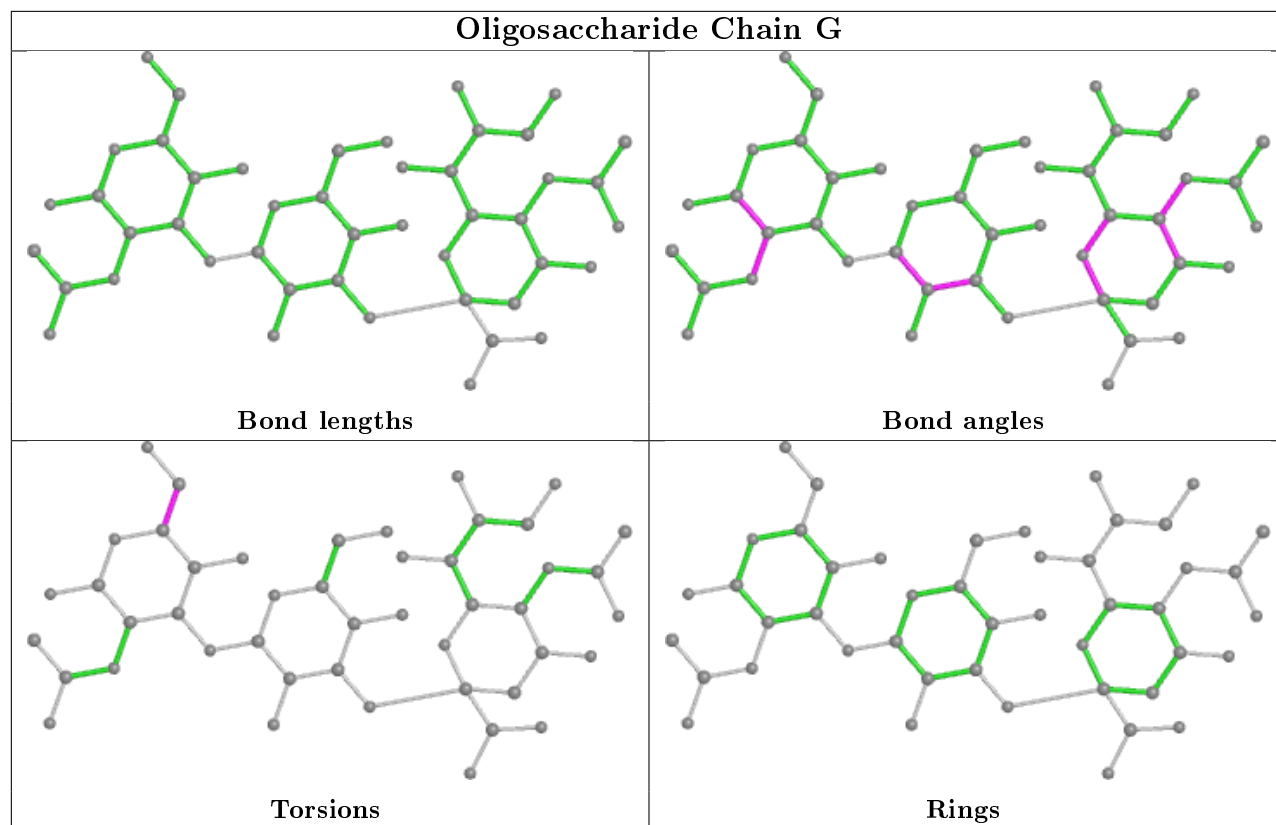 Oligosaccharide Chain G
Bond lengths
Bond angles
Torsions
Rings